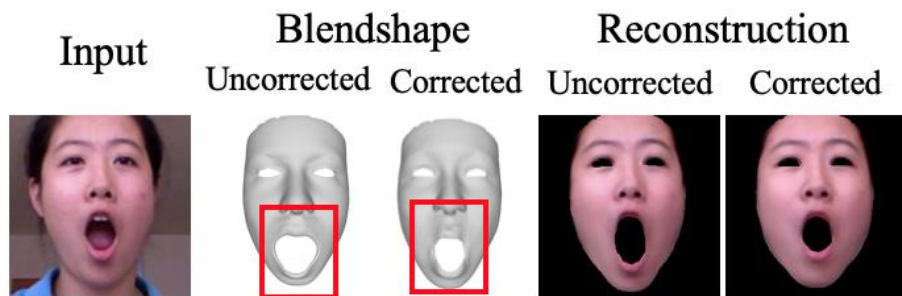 Input
Blendshape
Uncorrected Corrected
Reconstruction
Uncorrected Corrected